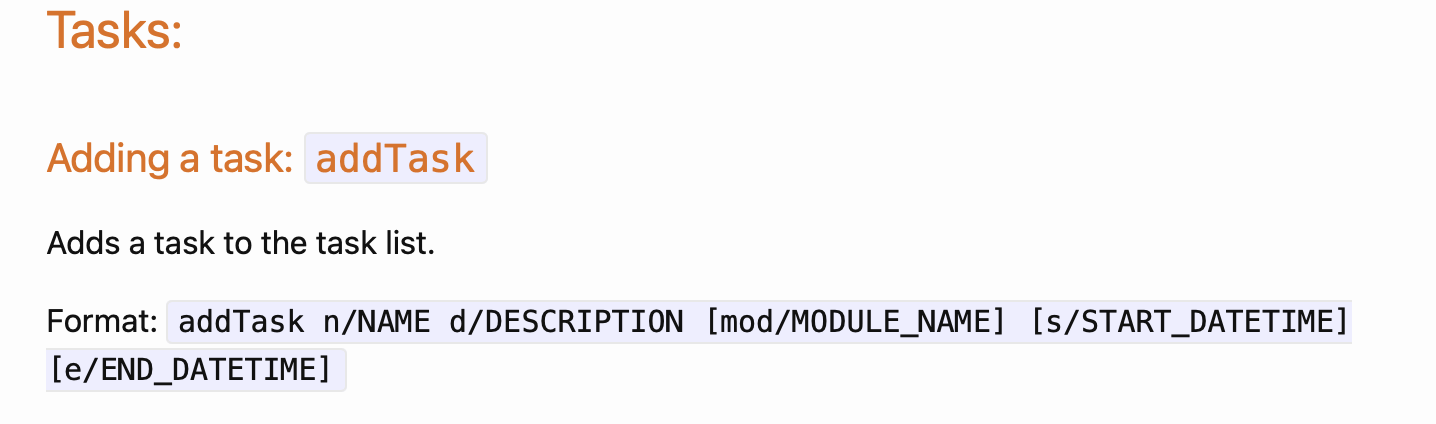 Tasks:
Adding a task: addTask
Adds a task to the task list.
Format: addTask n/NAME d/DESCRIPTION [mod/MODULE_NAME] [s/START_DATETIME]
[e/END_DATETIME]